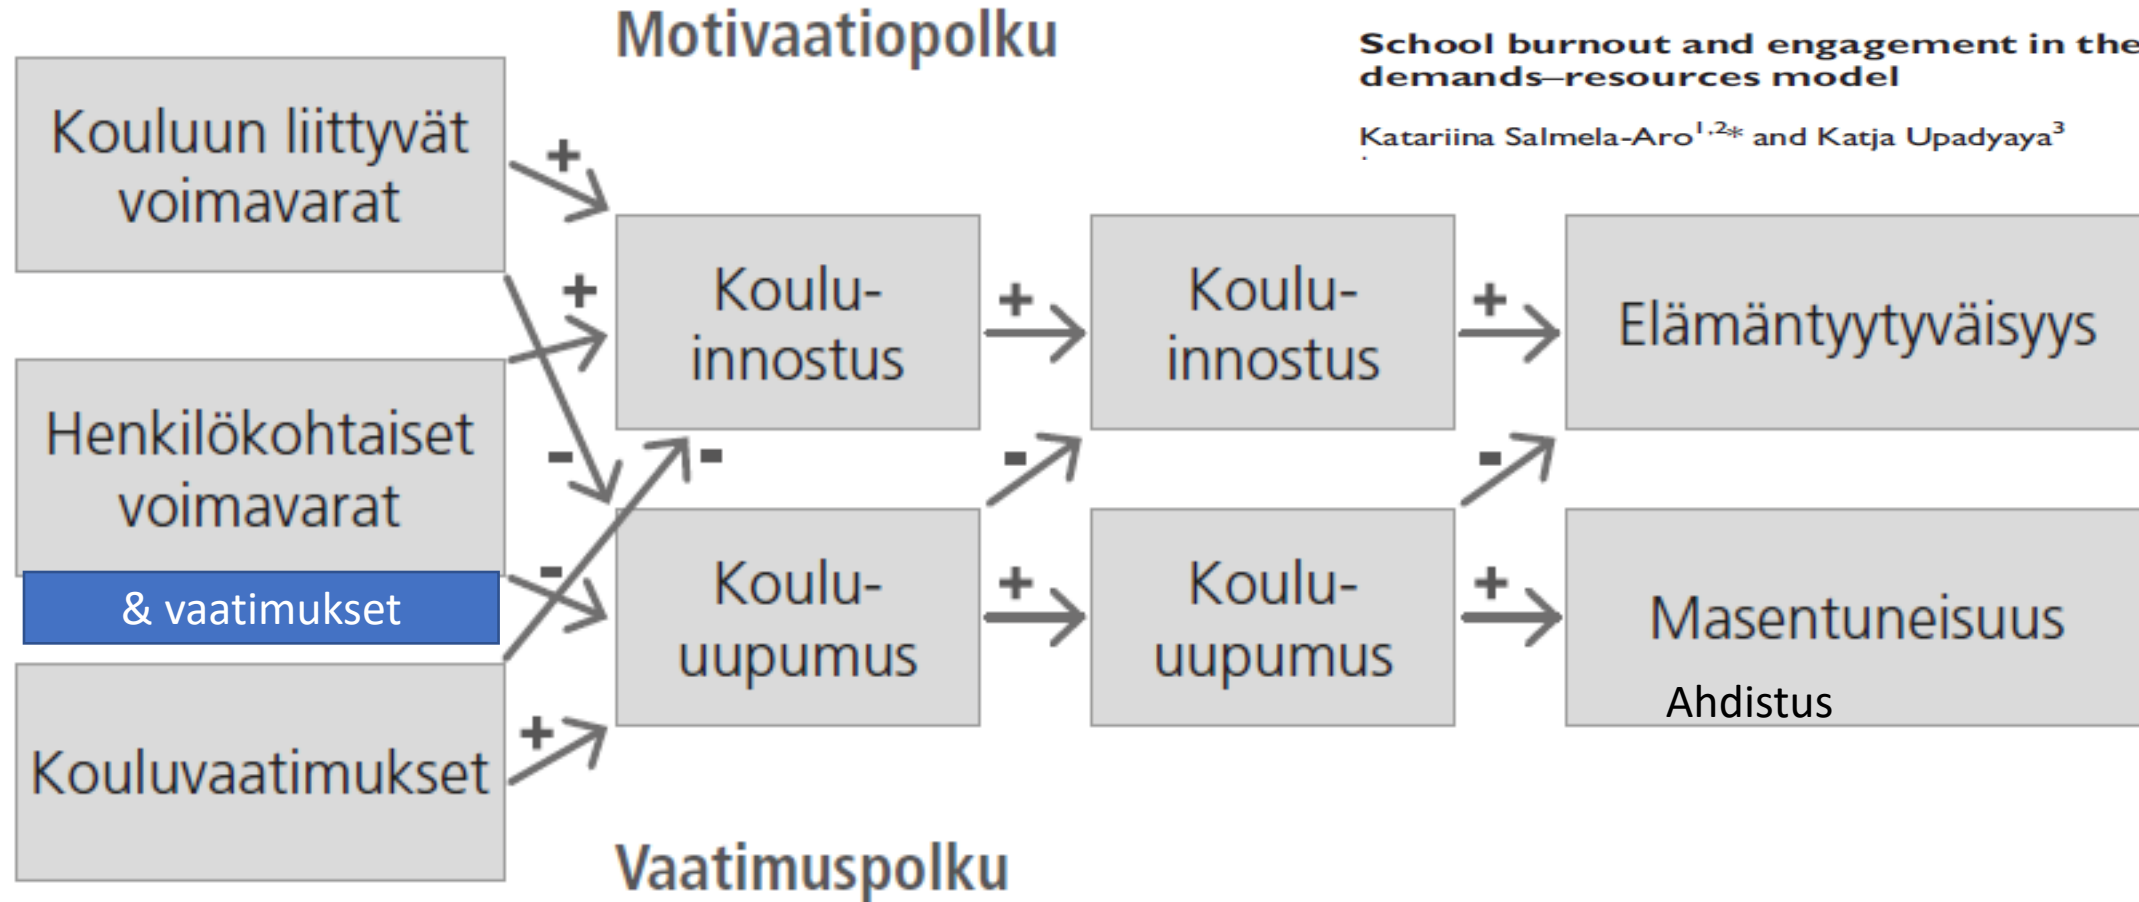 Motivaatiopolku
School burnout and engagement in the
demands–resources model
Katariina Salmela-Aro1,2* and Katja Upadyaya3
Kouluun liittyvät
voimavarat
+
+
-
Henkilökohtaiset
voimavarat
& vaatimukset
-
-
Kouluvaatimukset
+
Koulu-
innostus
+
Koulu-
innostus
+
Elämäntyytyväisyys
-
-
Koulu-
uupumus
+
Koulu-
uupumus
+
Masentuneisuus
Ahdistus
Vaatimuspolku